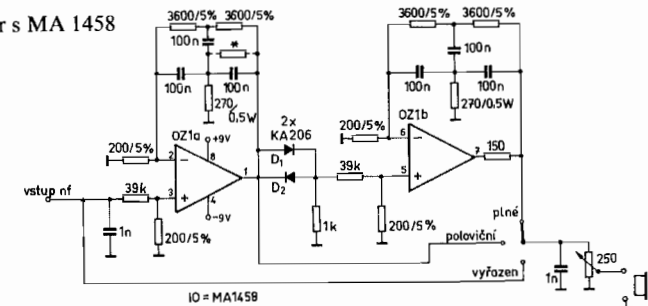 r s MA 1458
3600/5% 3600/5%
100n
*
100n 100n
270/0,5W
200/5%
OZ1a
+9V
8
2
−
1
3
+
4
-9V
vstup nf
39k
1n
200/5%
2x
KA206
D1
D2
39k
1k
3600/5% 3600/5%
100n
100n 100n
270/0,5W
200/5%
OZ1b
6
−
7
150
5
+
200/5%
plné
poloviční
vyřazen
1n
250
IO = MA1458